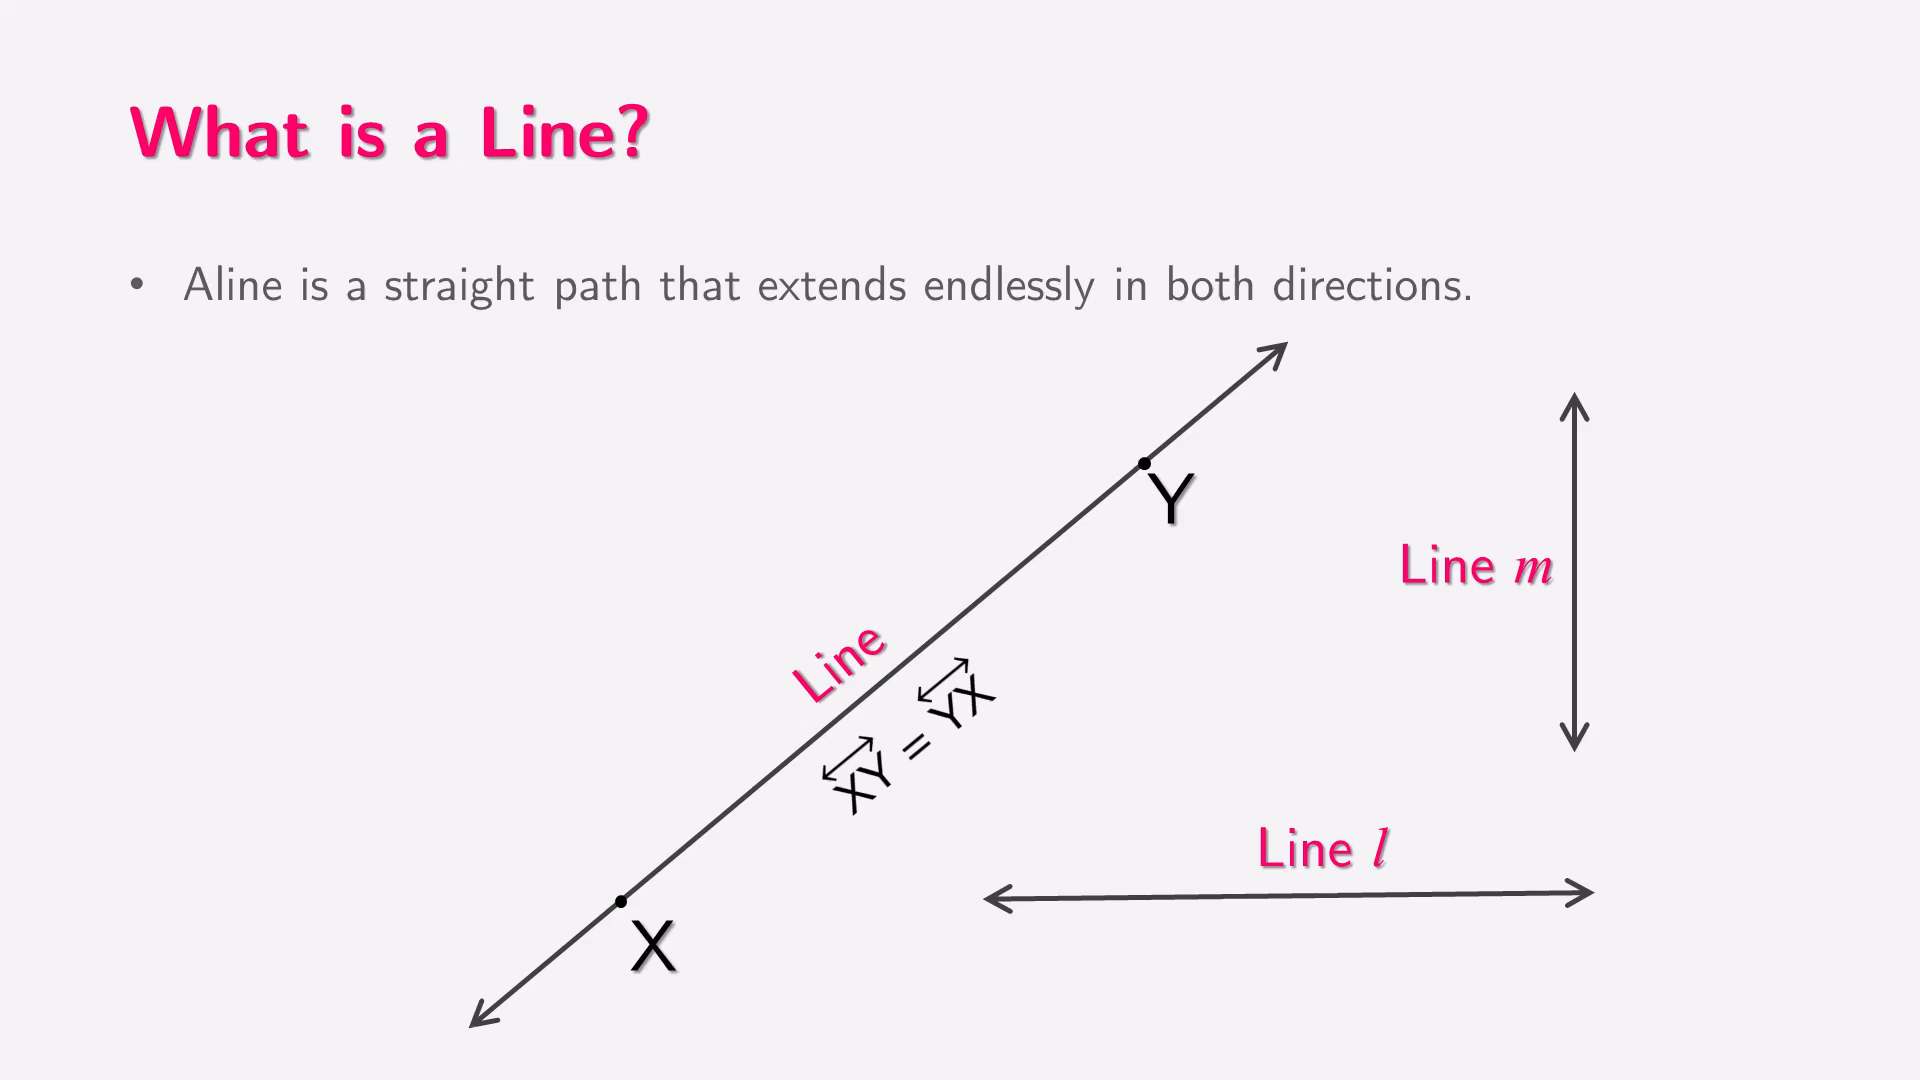 What is a Line?
• Aline is a straight path that extends endlessly in both directions.
Y
Line m
Line
XY = YX
Line l
X